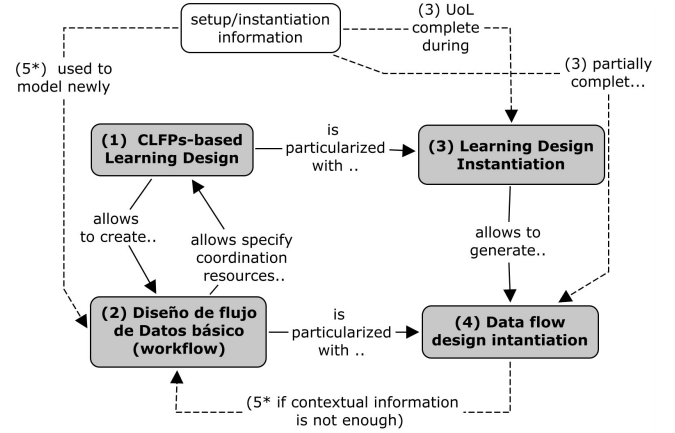 setup/instantiation
information
(3) UoL
complete
during
(3) partially
complet...
(5*) used to
model newly
(1) CLFPs-based
Learning Design
is
particularized
with ..
(3) Learning Design
Instantiation
allows
to create..
allows specify
coordination
resources..
allows to
generate..
(2) Diseño de flujo
de Datos básico
(workflow)
is
particularized
with ..
(4) Data flow
design intantiation
(5* if contextual information
is not enough)